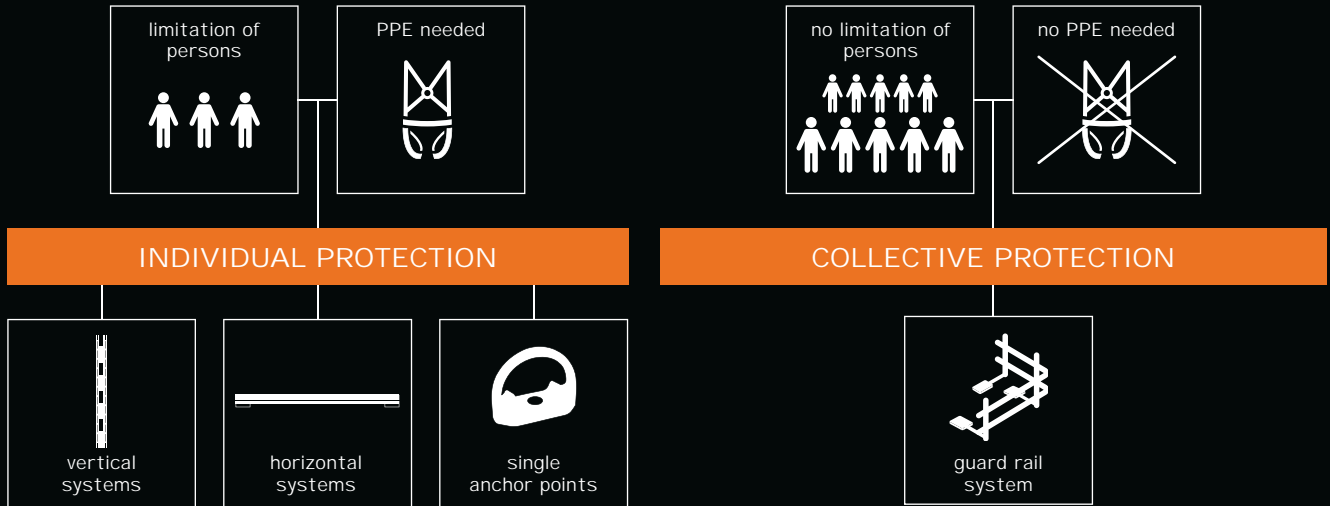 limitation of
persons
PPE needed
no limitation of
persons
no PPE needed
INDIVIDUAL PROTECTION
COLLECTIVE PROTECTION
vertical
systems
horizontal
systems
single
anchor points
guard rail
system